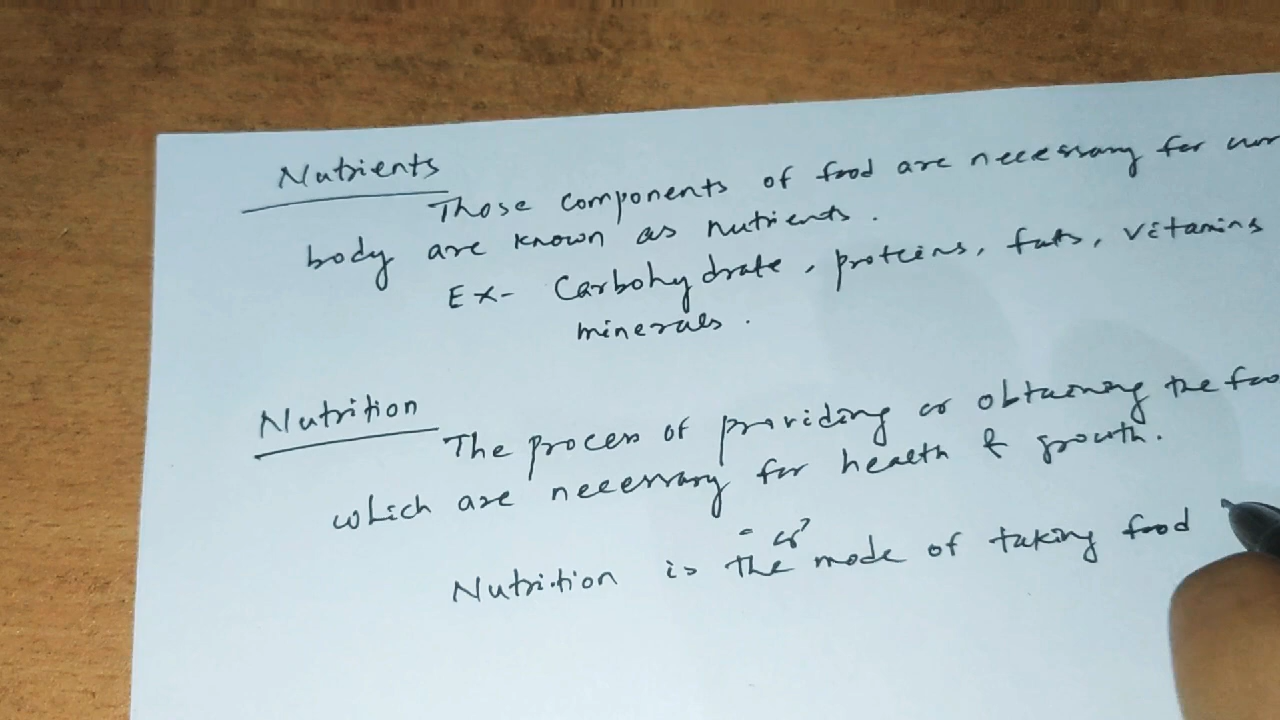 Nutrients
Those components of food are necessary for
body are known as nutrients.
Ex- Carbohydrate, proteins, fats, vitamins
minerals.
Nutrition
The process of providing or obtaining the foo
which are necessary for health & growth.
- or
Nutrition is the mode of taking food